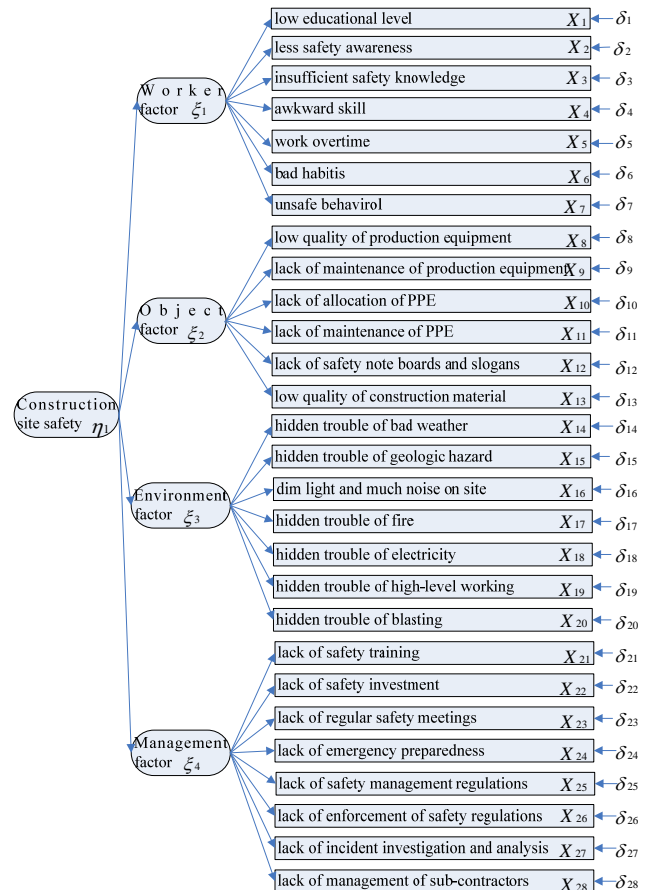 low educational level X1 δ1
less safety awareness X2 δ2
insufficient safety knowledge X3 δ3
awkward skill X4 δ4
work overtime X5 δ5
bad habitis X6 δ6
unsafe behavirol X7 δ7
Worker
factor ξ1
low quality of production equipment X8 δ8
lack of maintenance of production equipment X9 δ9
lack of allocation of PPE X10 δ10
lack of maintenance of PPE X11 δ11
lack of safety note boards and slogans X12 δ12
low quality of construction material X13 δ13
Object
factor ξ2
Construction
site safety η1
hidden trouble of bad weather X14 δ14
hidden trouble of geologic hazard X15 δ15
dim light and much noise on site X16 δ16
hidden trouble of fire X17 δ17
hidden trouble of electricity X18 δ18
hidden trouble of high-level working X19 δ19
hidden trouble of blasting X20 δ20
Environment
factor ξ3
lack of safety training X21 δ21
lack of safety investment X22 δ22
lack of regular safety meetings X23 δ23
lack of emergency preparedness X24 δ24
lack of safety management regulations X25 δ25
lack of enforcement of safety regulations X26 δ26
lack of incident investigation and analysis X27 δ27
lack of management of sub-contractors X28 δ28
Management
factor ξ4